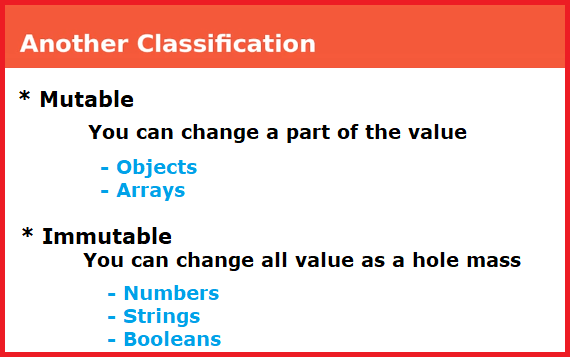 Another Classification
* Mutable
You can change a part of the value
- Objects
- Arrays
* Immutable
You can change all value as a hole mass
- Numbers
- Strings
- Booleans